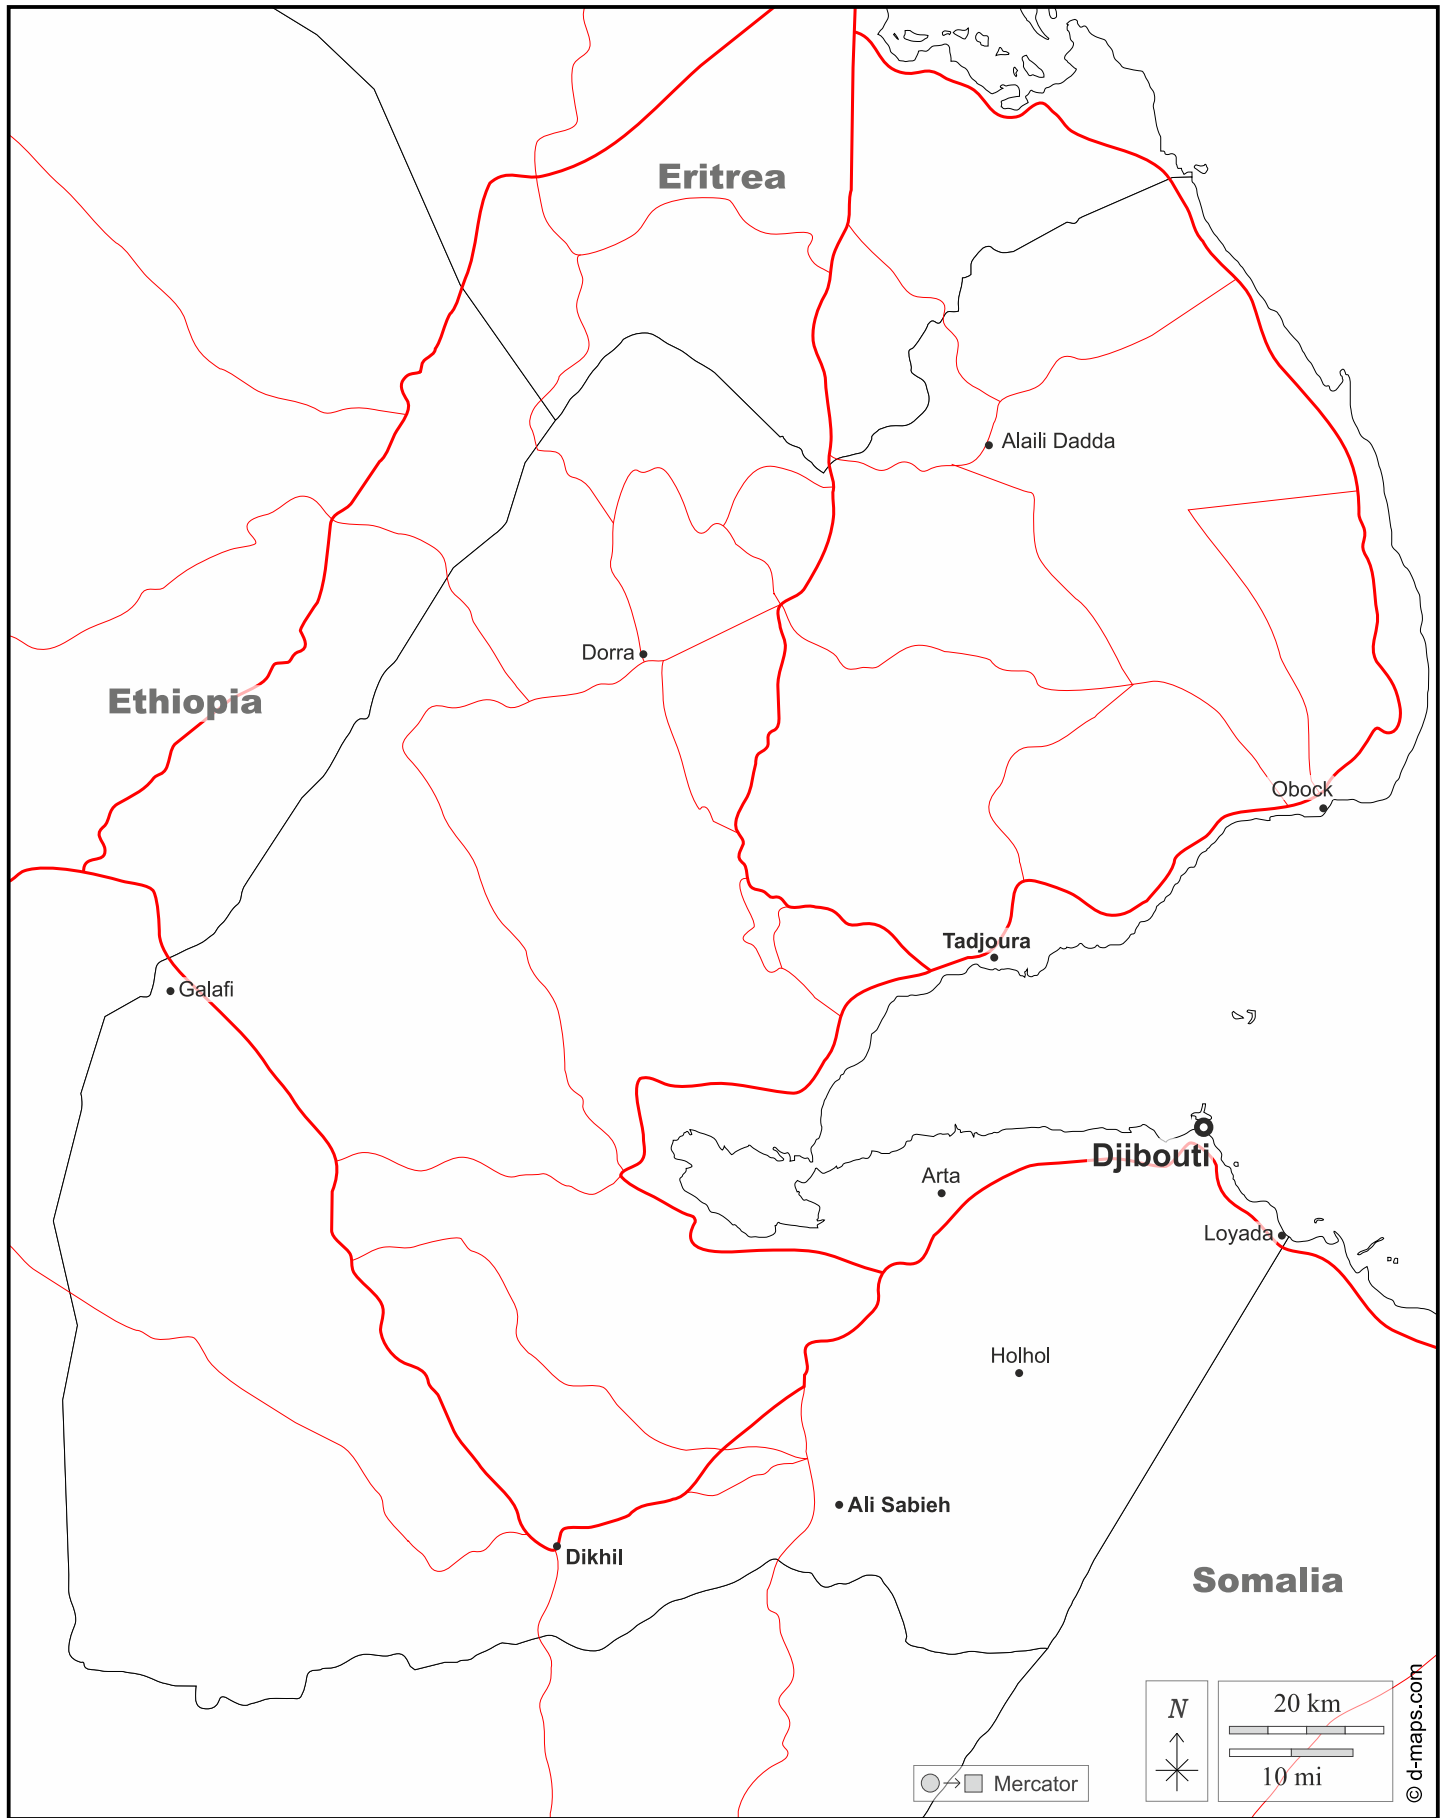 Eritrea
Alaili Dadda
Dorra
Ethiopia
Obock
Tadjoura
Galafi
Djibouti
Arta
Loyada
Holhol
Ali Sabieh
Dikhil
Somalia
N
20 km
10 mi
Mercator
© d-maps.com